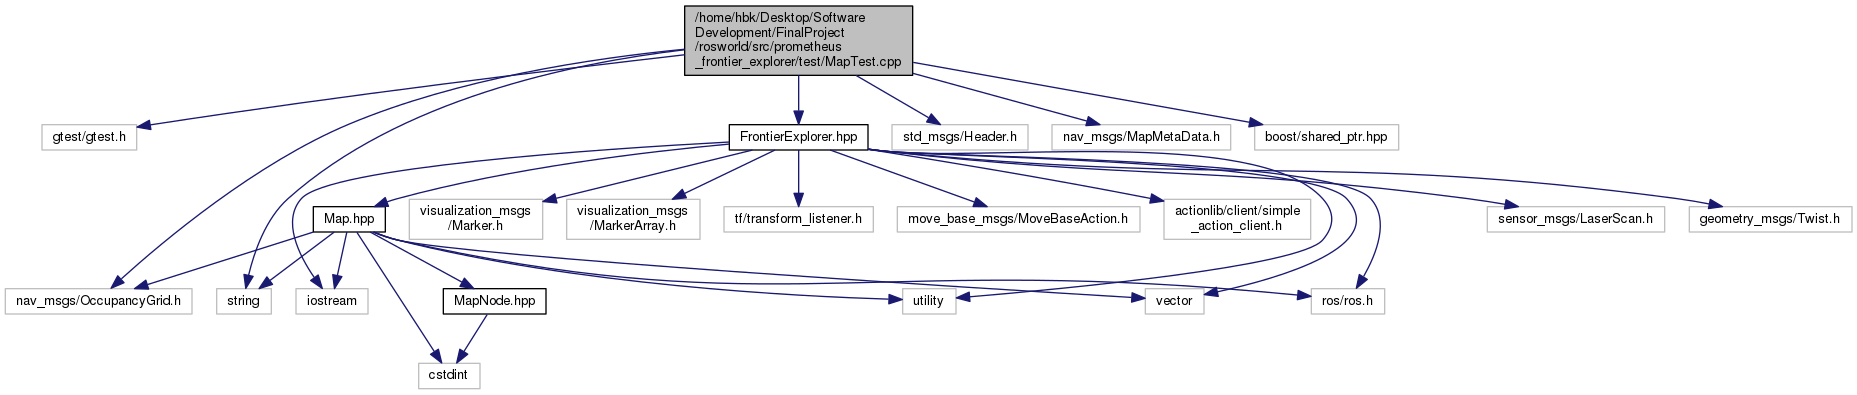 /home/hbk/Desktop/Software
Development/FinalProject
/rosworld/src/prometheus
_frontier_explorer/test/MapTest.cpp
gtest/gtest.h
FrontierExplorer.hpp
std_msgs/Header.h
nav_msgs/MapMetaData.h
boost/shared_ptr.hpp
Map.hpp
visualization_msgs
/Marker.h
visualization_msgs
/MarkerArray.h
tf/transform_listener.h
move_base_msgs/MoveBaseAction.h
actionlib/client/simple
_action_client.h
sensor_msgs/LaserScan.h
geometry_msgs/Twist.h
nav_msgs/OccupancyGrid.h
string
iostream
MapNode.hpp
utility
vector
ros/ros.h
cstdint